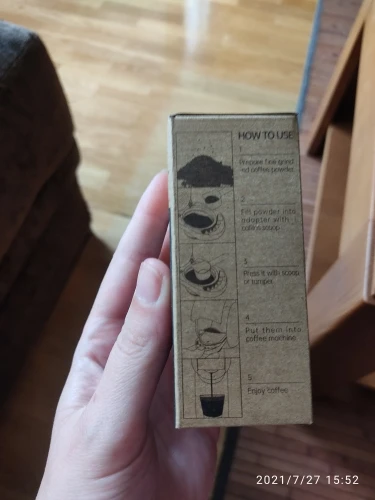 HOW TO USE
1.
Prepare fine grind
ed coffee powder.
2.
Fill powder into
adapter with
coffee scoop
3.
Press it with scoop
or tamper.
4.
Put them into
coffee machine
5.
Enjoy coffee
2021/7/27 15:52